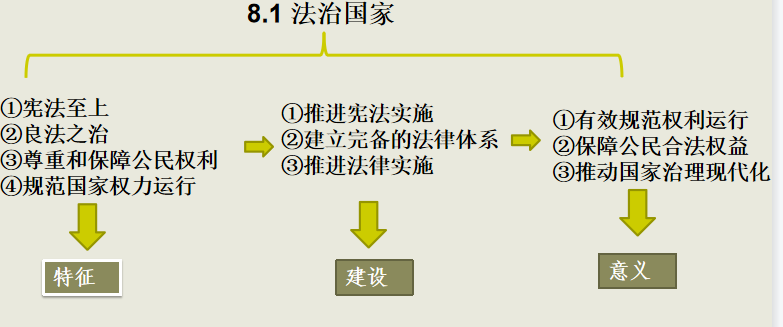 8.1 法治国家
①宪法至上
②良法之治
③尊重和保障公民权利
④规范国家权力运行
特征
①推进宪法实施
②建立完备的法律体系
③推进法律实施
建设
①有效规范权利运行
②保障公民合法权益
③推动国家治理现代化
意义